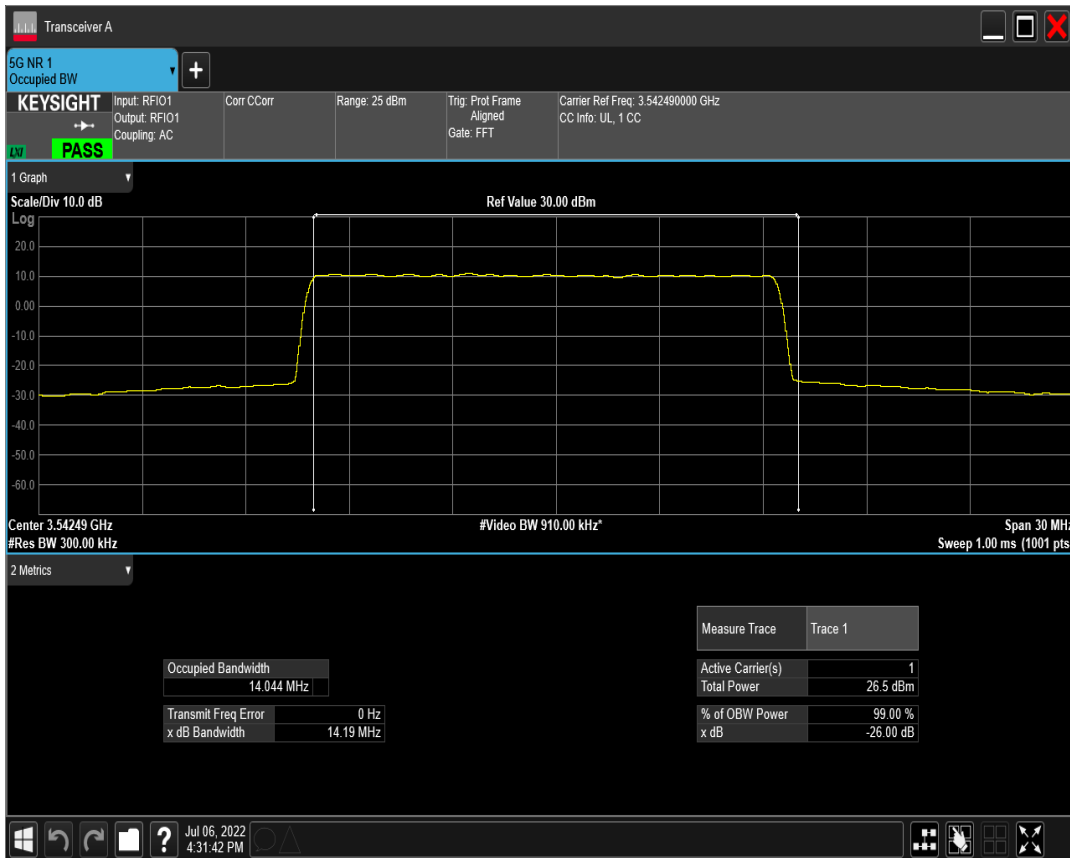 Transceiver A
5G NR 1
Occupied BW
KEYSIGHT
LXI
PASS
Input: RFIO1
Output: RFIO1
Coupling: AC
Corr CCorr
Range: 25 dBm
Trig: Prot Frame
Aligned
Gate: FFT
Carrier Ref Freq: 3.542490000 GHz
CC Info: UL, 1 CC
1 Graph
Scale/Div 10.0 dB
Ref Value 30.00 dBm
Log
20.0
10.0
0.00
-10.0
-20.0
-30.0
-40.0
-50.0
-60.0
Center 3.54249 GHz
#Video BW 910.00 kHz*
Span 30 MHz
#Res BW 300.00 kHz
Sweep 1.00 ms (1001 pts
2 Metrics
Measure Trace Trace 1
Occupied Bandwidth
14.044 MHz
Active Carrier(s) 1
Total Power 26.5 dBm
Transmit Freq Error 0 Hz
x dB Bandwidth 14.19 MHz
% of OBW Power 99.00 %
x dB -26.00 dB
?
Jul 06, 2022
4:31:42 PM